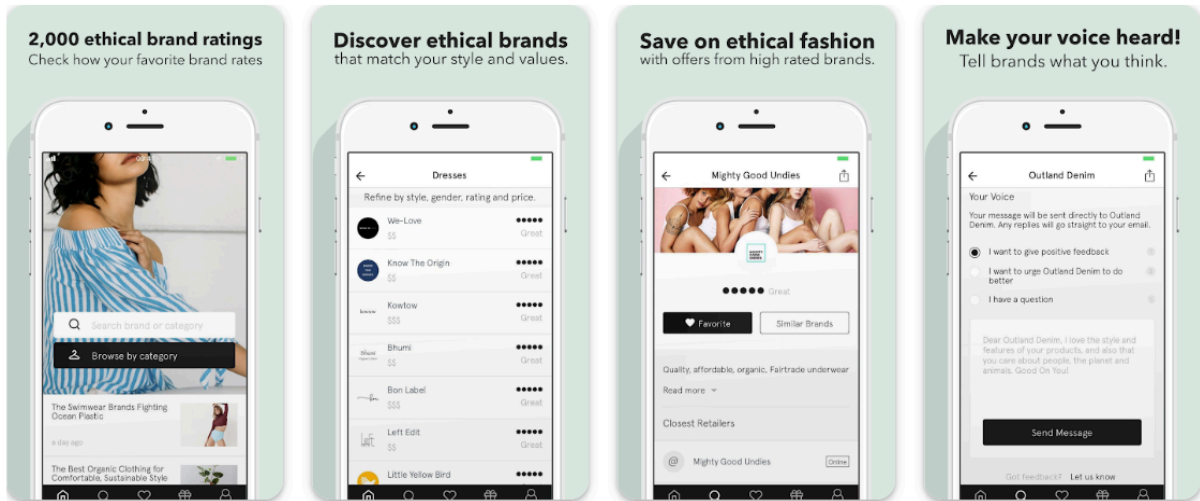 2,000 ethical brand ratings
Check how your favorite brand rates
Search brand or category
Browse by category
The Swimwear Brands Fighting
Ocean Plastic
a day ago
The Best Organic Clothing for
Comfortable, Sustainable Style
Discover ethical brands
that match your style and values.
Dresses
Refine by style, gender, rating and price.
We-Love
$$
Great
Know The Origin
$$
Great
Kowtow
$$$
Great
Bhumi
$$
Great
Bon Label
$$$
Great
Left Edit
$$
Great
Little Yellow Bird
Save on ethical fashion
with offers from high rated brands.
Mighty Good Undies
MIGHTY
GOOD
UNDIES
Great
Favorite
Similar Brands
Quality, affordable, organic, Fairtrade underwear
Read more
Closest Retailers
@
Mighty Good Undies
Online
Make your voice heard!
Tell brands what you think.
Outland Denim
Your Voice
Your message will be sent directly to Outland
Denim. Any replies will go straight to your email.
I want to give positive feedback
I want to urge Outland Denim to do
better
I have a question
Dear Outland Denim, I love the style and
features of your products, and also that
you care about people, the planet and
animals. Good On You!
Send Message
Got feedback? Let us know